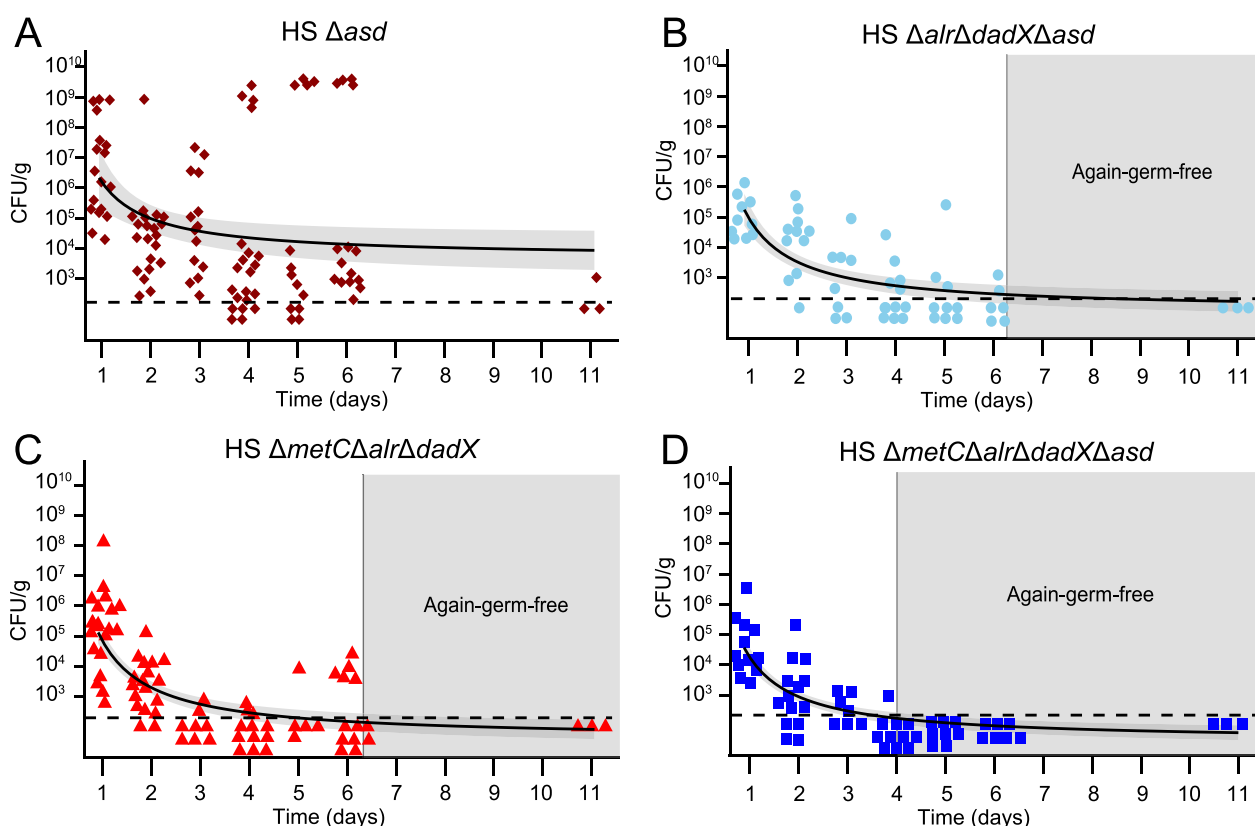 A
HS Δasd
CFU/g
10¹⁰
10⁹
10⁸
10⁷
10⁶
10⁵
10⁴
10³
1 2 3 4 5 6 7 8 9 10 11
Time (days)
B
HS ΔalrΔdadXΔasd
CFU/g
10¹⁰
10⁹
10⁸
10⁷
10⁶
10⁵
10⁴
10³
Again-germ-free
1 2 3 4 5 6 7 8 9 10 11
Time (days)
C
HS ΔmetCΔalrΔdadX
CFU/g
10¹⁰
10⁹
10⁸
10⁷
10⁶
10⁵
10⁴
10³
Again-germ-free
1 2 3 4 5 6 7 8 9 10 11
Time (days)
D
HS ΔmetCΔalrΔdadXΔasd
CFU/g
10¹⁰
10⁹
10⁸
10⁷
10⁶
10⁵
10⁴
10³
Again-germ-free
1 2 3 4 5 6 7 8 9 10 11
Time (days)